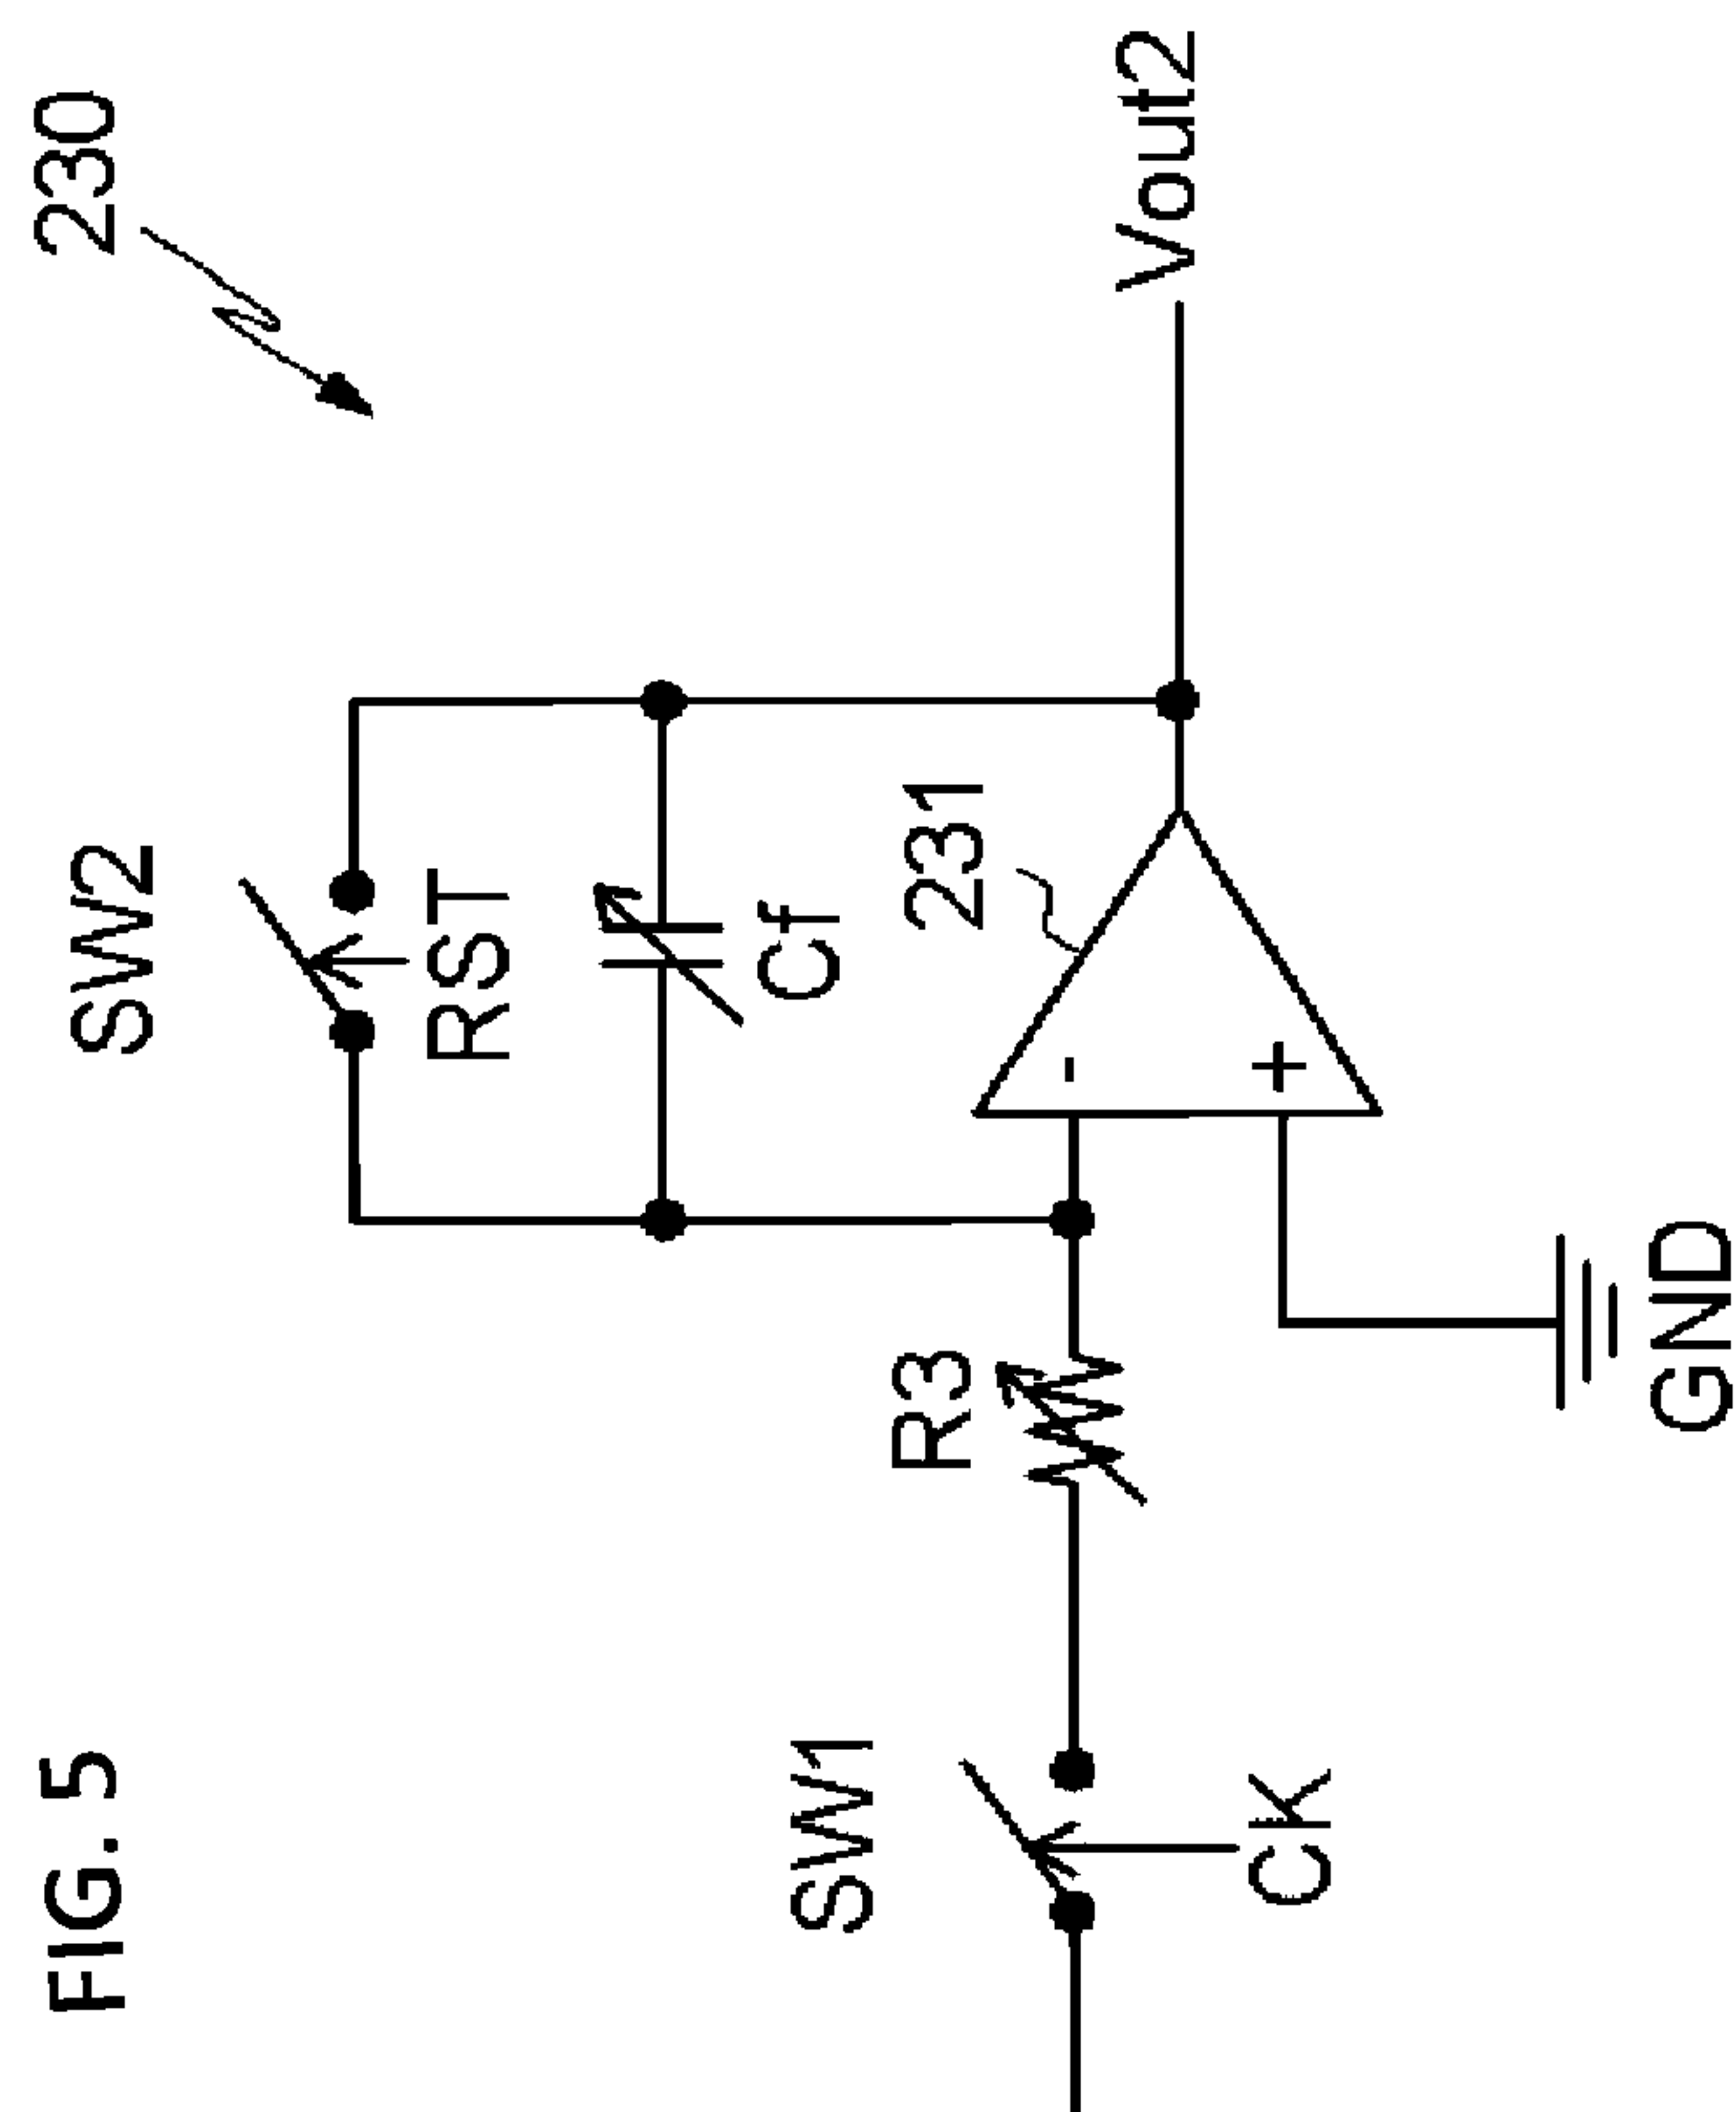 FIG. 5
230
SW2
RST
Cf
231
R3
SW1
CK
-
+
Vout2
GND